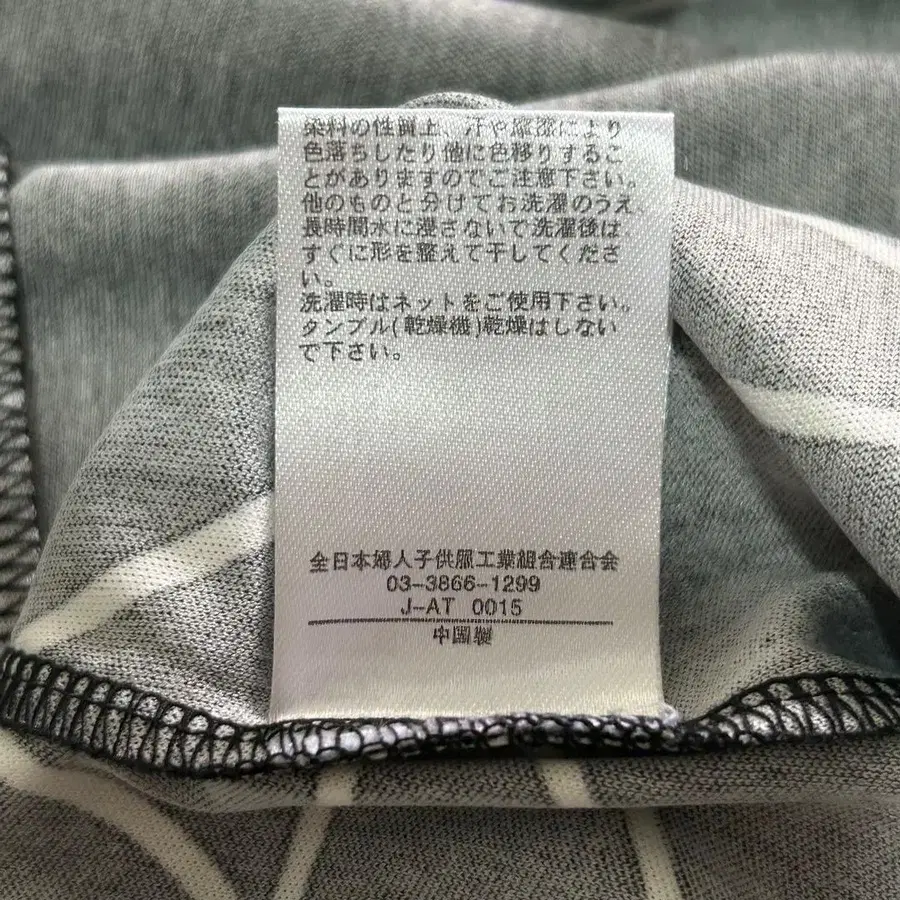 染料の性質上、汗や摩擦により
色落ちしたり他に色移りするこ
とがありますのでご注意下さい。
他のものと分けてお洗濯のうえ、
長時間水に浸さないで洗濯後は
すぐに形を整えて干してくださ
い。
洗濯時はネットをご使用下さい。
タンブル(乾燥機)乾燥はしない
で下さい。
全日本婦人子供服工業組合連合会
03-3866-1299
J-AT 0015
中国製